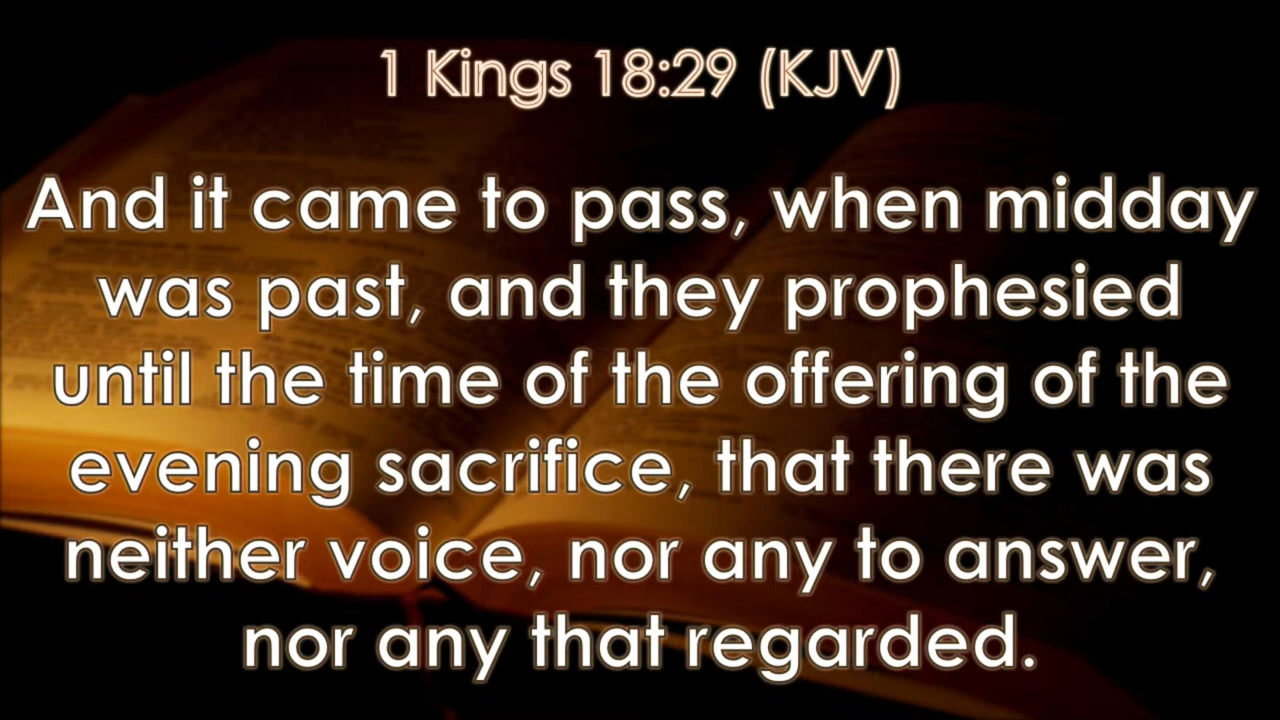 1 Kings 18:29 (KJV)
And it came to pass, when midday
was past, and they prophesied
until the time of the offering of the
evening sacrifice, that there was
neither voice, nor any to answer,
nor any that regarded.